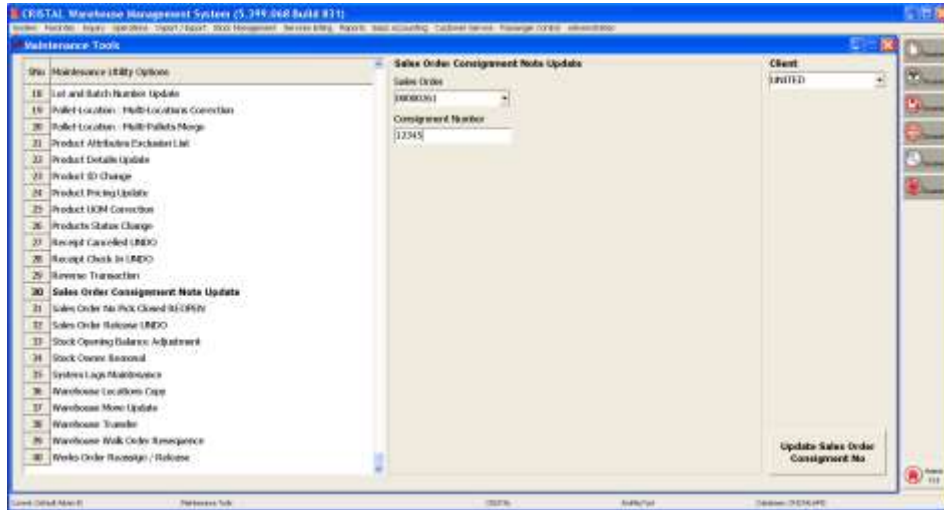 CRISTAL Warehouse Management System (5.399.068 Build 831)
Maintenance Tools
SNo Maintenance Utility Options
18 Lot and Batch Number Update
19 Pallet-Location : Multi-Locations Correction
20 Pallet-Location : Multi-Pallets Merge
21 Product Attributes Exclusion List
22 Product Details Update
23 Product ID Change
24 Product Pricing Update
25 Product UOM Correction
26 Products Status Change
27 Receipt Cancelled UNDO
28 Receipt Check In UNDO
29 Reverse Transaction
30 Sales Order Consignment Note Update
31 Sales Order No Pick Closed REOPEN
32 Sales Order Release UNDO
33 Stock Opening Balance Adjustment
34 Stock Owner Removal
35 System Logs Maintenance
36 Warehouse Locations Copy
37 Warehouse Move Update
38 Warehouse Transfer
39 Warehouse Walk Order Resequence
40 Works Order Reassign / Release
Sales Order Consignment Note Update
Sales Order
00000261
Consignment Number
12345
Client
UNITED
Update Sales Order
Consigment No
Maintenance Tools